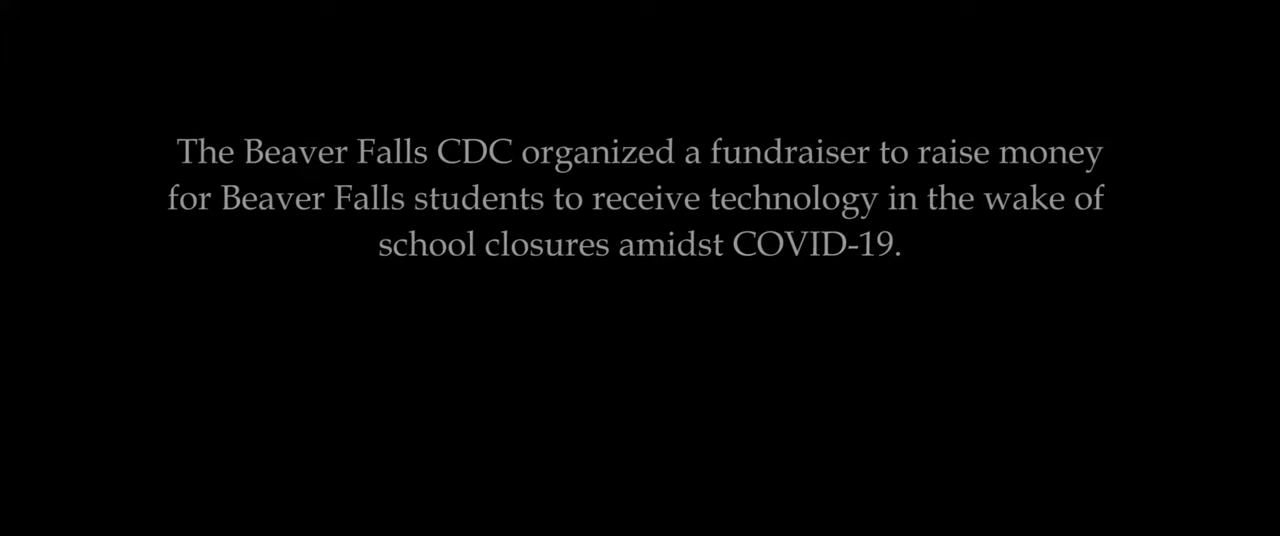 The Beaver Falls CDC organized a fundraiser to raise money
for Beaver Falls students to receive technology in the wake of
school closures amidst COVID-19.